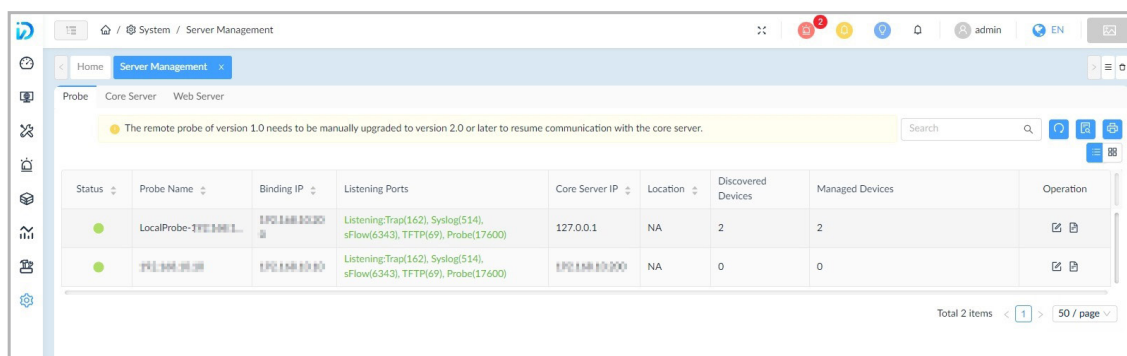 System / Server Management
2
admin
EN
Home
Server Management ×
Probe Core Server Web Server
The remote probe of version 1.0 needs to be manually upgraded to version 2.0 or later to resume communication with the core server.
Search
Status Probe Name Binding IP Listening Ports Core Server IP Location Discovered Devices Managed Devices Operation
LocalProbe-
Listening:Trap(162), Syslog(514),
sFlow(6343), TFTP(69), Probe(17600)
127.0.0.1 NA 2 2
Listening:Trap(162), Syslog(514),
sFlow(6343), TFTP(69), Probe(17600)
NA 0 0
Total 2 items < 1 > 50 / page